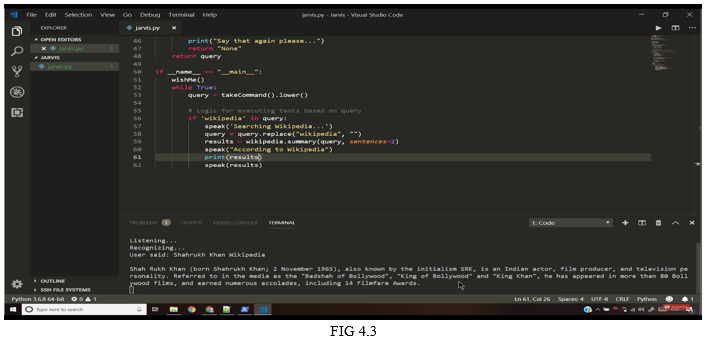 File Edit Selection View Go Debug Terminal Help
jarvis.py - Jarvis - Visual Studio Code
EXPLORER
OPEN EDITORS
jarvis.py 1
JARVIS
jarvis.py 1
OUTLINE
SSH FILE SYSTEMS
jarvis.py
46 print("Say that again please...")
47 return "None"
48 return query
49
50 if __name__ == "__main__":
51 wishMe()
52 while True:
53 query = takeCommand().lower()
54
55 # Logic for executing tasks based on query
56 if 'wikipedia' in query:
57 speak('Searching Wikipedia...')
58 query = query.replace("wikipedia", "")
59 results = wikipedia.summary(query, sentences=2)
60 speak("According to Wikipedia")
61 print(results)
62 speak(results)
PROBLEMS 1 OUTPUT DEBUG CONSOLE TERMINAL
1: Code
Listening...
Recognizing...
User said: Shahrukh Khan Wikipedia
Shah Rukh Khan (born Shahrukh Khan; 2 November 1965), also known by the initialism SRK, is an Indian actor, film producer, and television pe
rsonality. Referred to in the media as the "Badshah of Bollywood", "King of Bollywood" and "King Khan", he has appeared in more than 80 Boll
ywood films, and earned numerous accolades, including 14 Filmfare Awards.
Python 3.6.8 64-bit 0 1
Ln 61, Col 26 Spaces: 4 UTF-8 CRLF Python 1
Type here to search
FIG 4.3